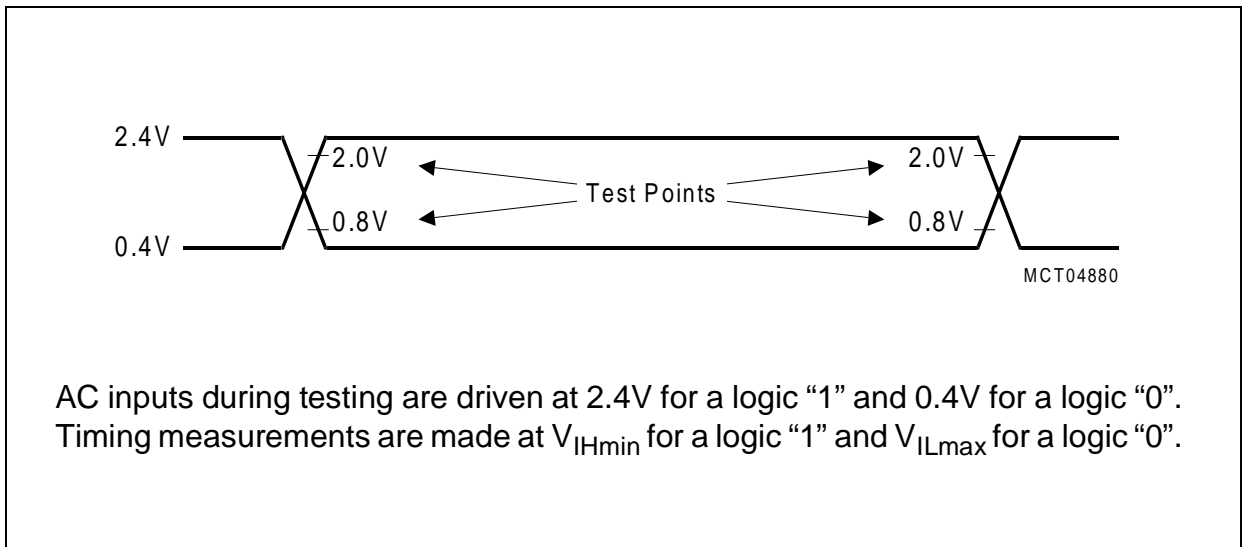 2.4V
2.0V
2.0V
Test Points
0.8V
0.8V
0.4V
MCT04880
AC inputs during testing are driven at 2.4V for a logic “1” and 0.4V for a logic “0”.
Timing measurements are made at VIHmin for a logic “1” and VILmax for a logic “0”.